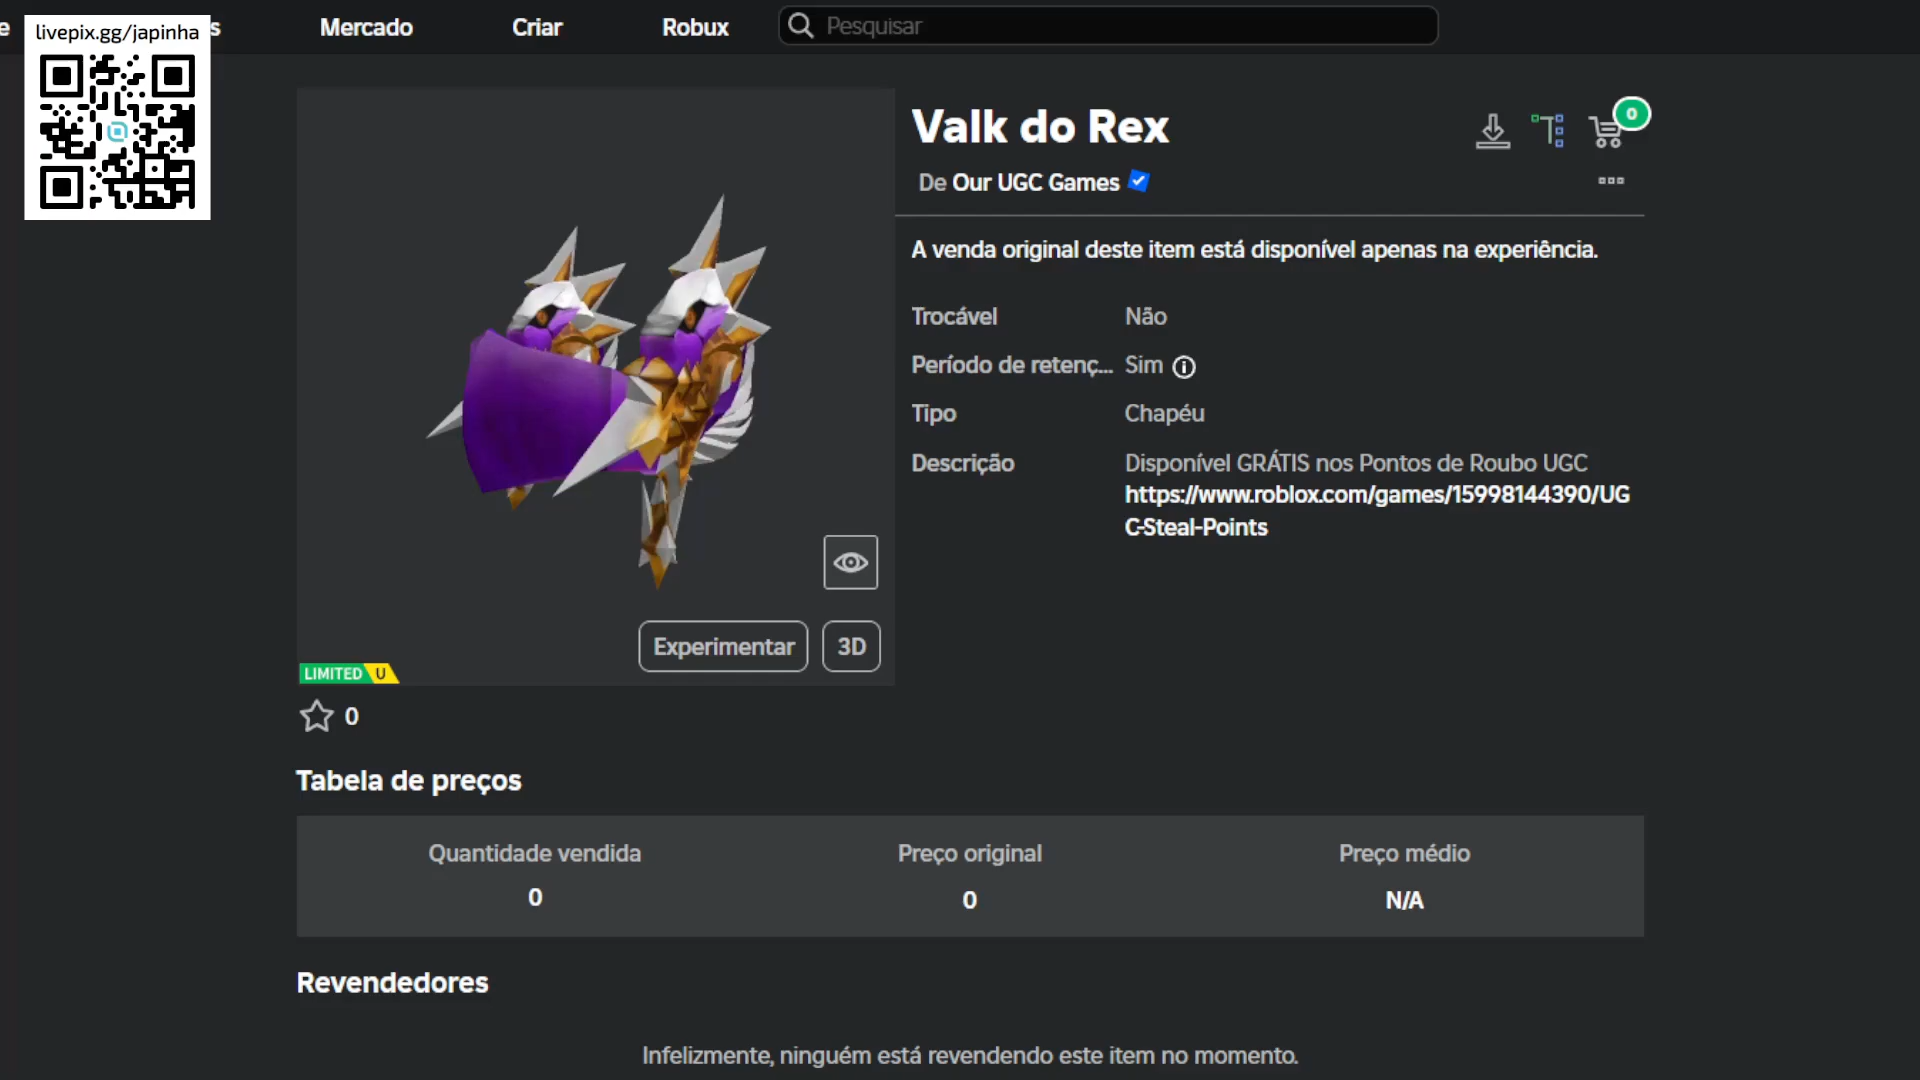 livepix.gg/japinha
Mercado
Criar
Robux
Pesquisar
Valk do Rex
0
De Our UGC Games
A venda original deste item está disponível apenas na experiência.
Trocável Não
Período de retenç... Sim
Tipo Chapéu
Descrição Disponível GRÁTIS nos Pontos de Roubo UGC
https://www.roblox.com/games/15998144390/UG
C-Steal-Points
Experimentar
3D
LIMITED U
0
Tabela de preços
Quantidade vendida Preço original Preço médio
0 0 N/A
Revendedores
Infelizmente, ninguém está revendendo este item no momento.